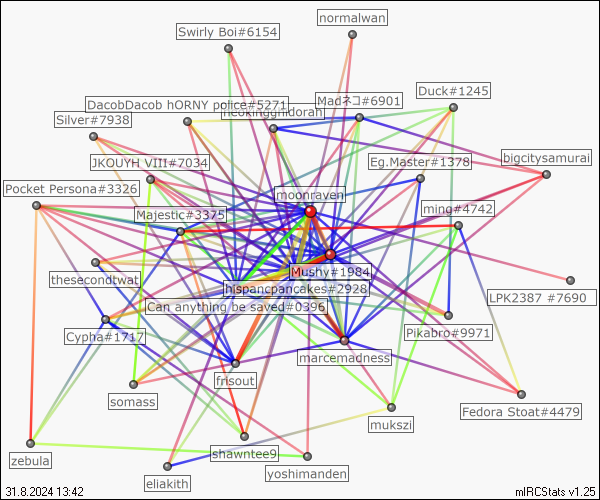 normalwan
Swirly Boi#6154
Duck#1245
Madネコ#6901
DacobDacob hORNY police#5271
neokingghidorah
Silver#7938
JKOUYH VIII#7034
Eg.Master#1378
bigcitysamurai
Pocket Persona#3326
moonraven
Majestic#3375
ming#4742
Mushy#1984
thesecondtwat
hispancpancakes#2928
LPK2387 #7690
Can anything be saved#0396
Cypha#1717
Pikabro#9971
marcemadness
frisout
somass
Fedora Stoat#4479
mukszi
shawntee9
zebula
yoshimanden
eliakith
31.8.2024 13:42
mIRCStats v1.25